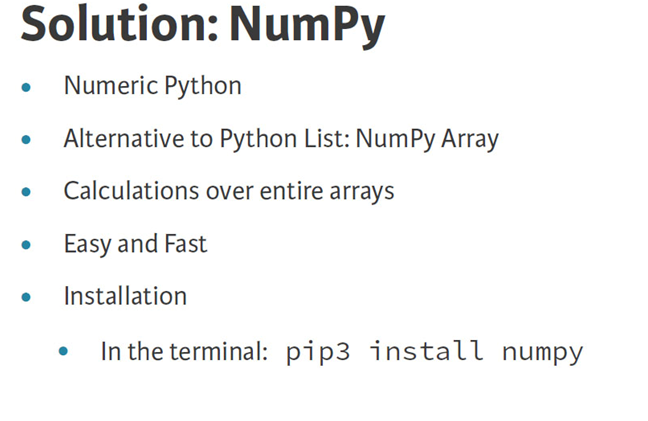 Solution: NumPy
• Numeric Python
• Alternative to Python List: NumPy Array
• Calculations over entire arrays
• Easy and Fast
• Installation
• In the terminal: pip3 install numpy